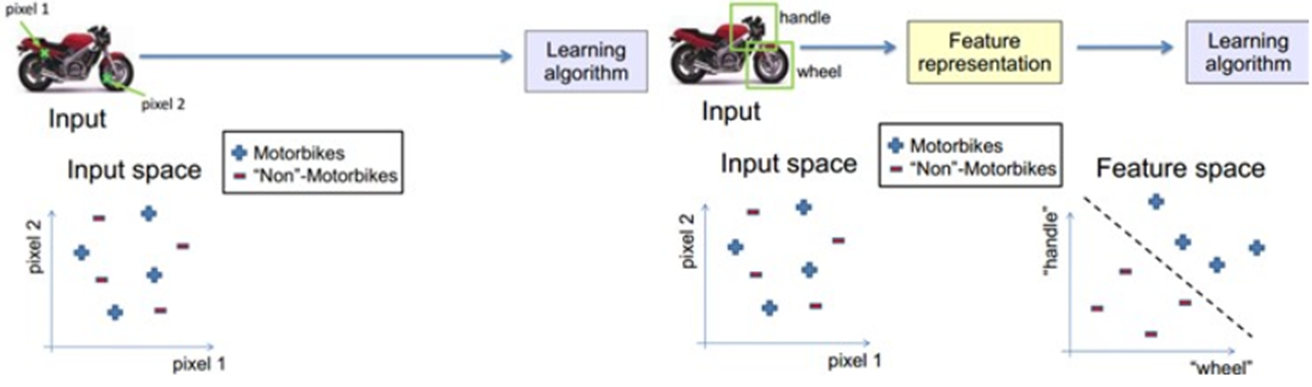 pixel 1
pixel 2
Input
Learning
algorithm
Input space
Motorbikes
"Non"-Motorbikes
pixel 2
pixel 1
handle
wheel
Input
Feature
representation
Learning
algorithm
Input space
Motorbikes
"Non"-Motorbikes
Feature space
pixel 2
pixel 1
"handle"
"wheel"